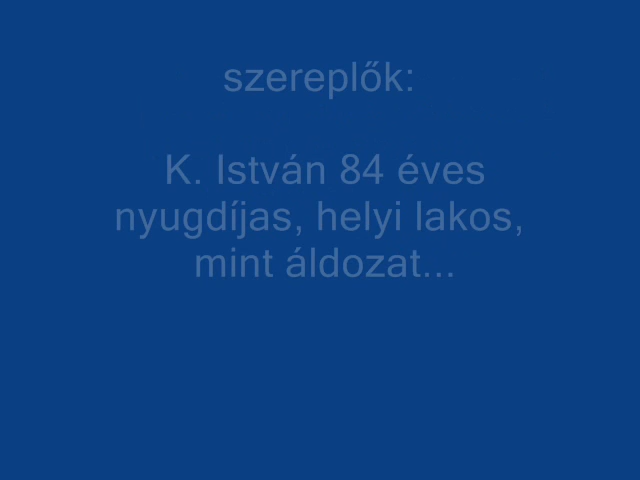 szereplők:
K. István 84 éves
nyugdíjas, helyi lakos,
mint áldozat...